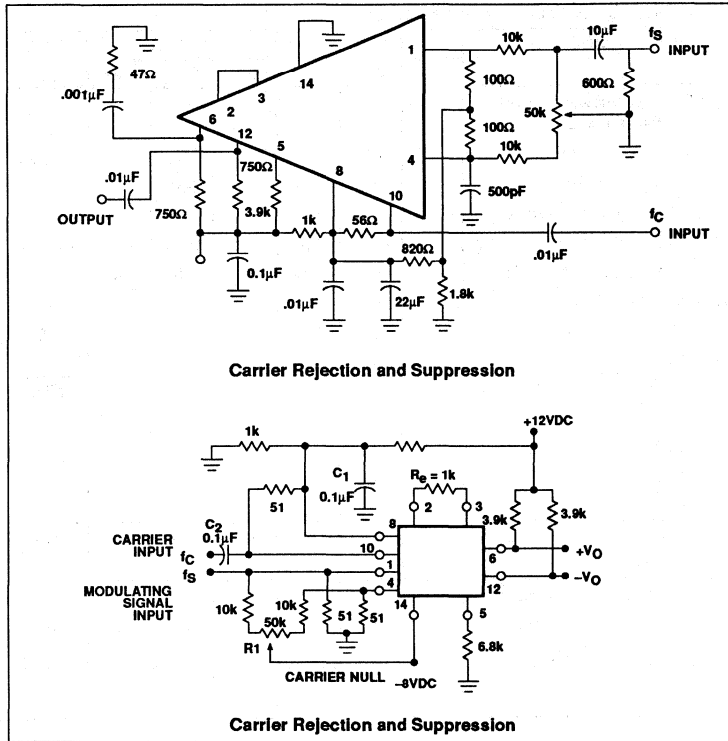 1
10k
10μF
fS
INPUT
47Ω
14
100Ω
600Ω
.001μF
2
3
50k
6
12
100Ω
5
4
10k
750Ω
.01μF
8
10
500pF
OUTPUT
750Ω
3.9k
1k
56Ω
fC
INPUT
820Ω
.01μF
0.1μF
.01μF
22μF
1.8k
Carrier Rejection and Suppression
+12VDC
1k
C1
0.1μF
Re = 1k
51
2
3
3.9k
3.9k
C2
0.1μF
8
CARRIER
INPUT
fC
10
6
+VO
fS
1
12
–VO
MODULATING
SIGNAL
INPUT
4
14
5
10k
10k
50k
51
51
R1
6.8k
CARRIER NULL
–8VDC
Carrier Rejection and Suppression